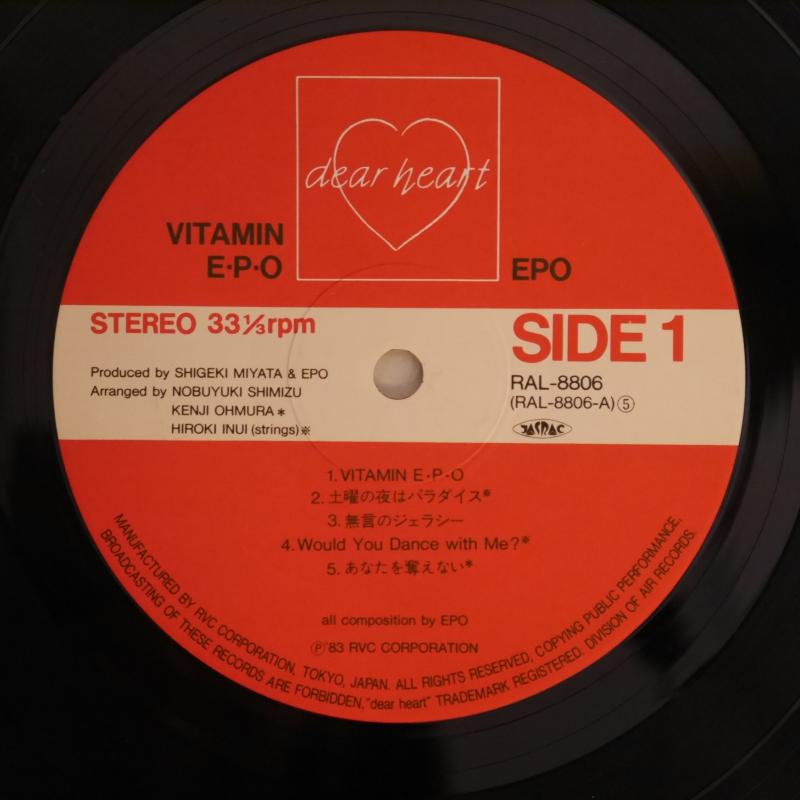 dear heart
VITAMIN
E·P·O
EPO
STEREO 33⅓rpm
SIDE 1
Produced by SHIGEKI MIYATA & EPO
Arranged by NOBUYUKI SHIMIZU
KENJI OHMURA*
HIROKI INUI (strings)※
RAL-8806
(RAL-8806-A)⑤
JASRAC
1. VITAMIN E·P·O
2. 土曜の夜はパラダイス※
3. 無言のジェラシー
4. Would You Dance with Me?※
5. あなたを奪えない*
all composition by EPO
Ⓟ'83 RVC CORPORATION
MANUFACTURED BY RVC CORPORATION, TOKYO, JAPAN. ALL RIGHTS RESERVED, COPYING PUBLIC PERFORMANCE,
BROADCASTING OF THESE RECORDS ARE FORBIDDEN, "dear heart" TRADEMARK REGISTERED. DIVISION OF AIR RECORDS.